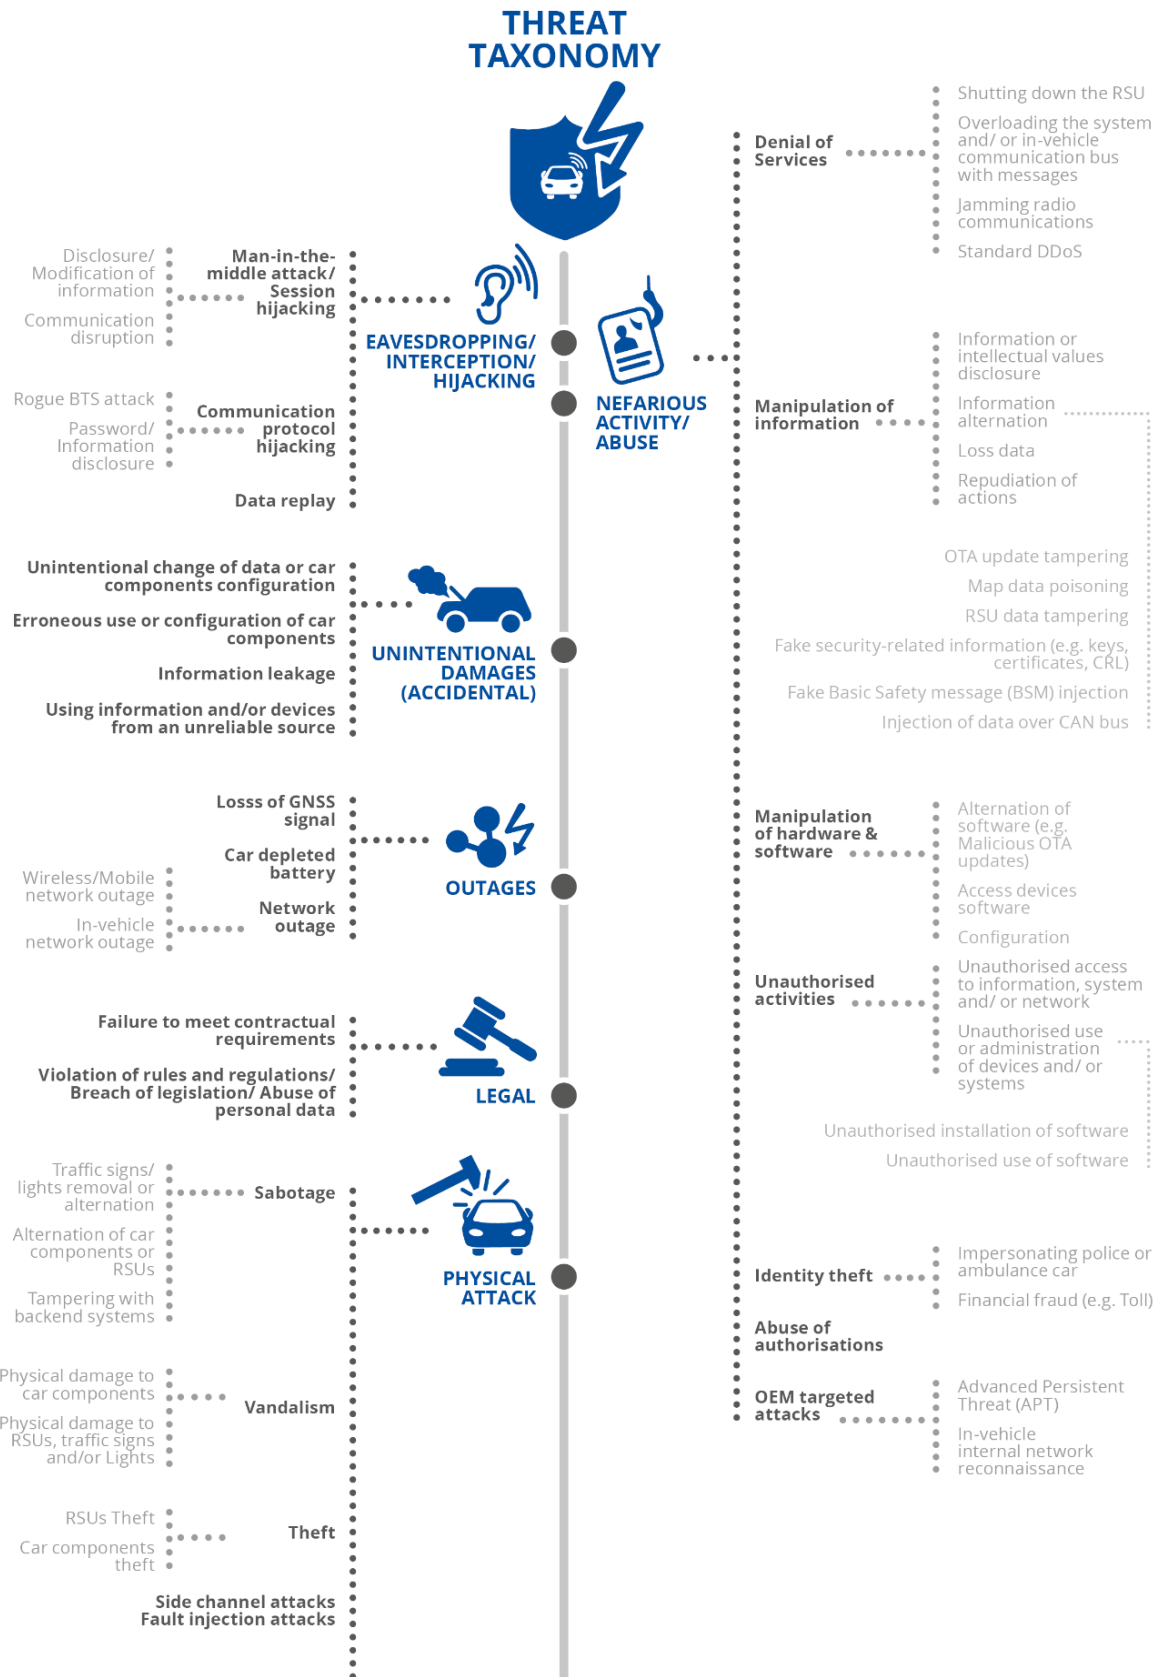 THREAT
TAXONOMY
Disclosure/
Modification of
information
Communication
disruption
Man-in-the-
middle attack/
Session
hijacking
Rogue BTS attack
Password/
Information
disclosure
Communication
protocol
hijacking
Data replay
EAVESDROPPING/
INTERCEPTION/
HIJACKING
Unintentional change of data or car
components configuration
Erroneous use or configuration of car
components
Information leakage
Using information and/or devices
from an unreliable source
UNINTENTIONAL
DAMAGES
(ACCIDENTAL)
Losss of GNSS
signal
Car depleted
battery
Network
outage
Wireless/Mobile
network outage
In-vehicle
network outage
OUTAGES
Failure to meet contractual
requirements
Violation of rules and regulations/
Breach of legislation/ Abuse of
personal data
LEGAL
Traffic signs/
lights removal or
alternation
Alternation of car
components or
RSUs
Tampering with
backend systems
Sabotage
Physical damage to
car components
Physical damage to
RSUs, traffic signs
and/or Lights
Vandalism
RSUs Theft
Car components
theft
Theft
Side channel attacks
Fault injection attacks
PHYSICAL
ATTACK
NEFARIOUS
ACTIVITY/
ABUSE
Denial of
Services
Shutting down the RSU
Overloading the system
and/ or in-vehicle
communication bus
with messages
Jamming radio
communications
Standard DDoS
Manipulation of
information
Information or
intellectual values
disclosure
Information
alternation
Loss data
Repudiation of
actions
OTA update tampering
Map data poisoning
RSU data tampering
Fake security-related information (e.g. keys,
certificates, CRL)
Fake Basic Safety message (BSM) injection
Injection of data over CAN bus
Manipulation
of hardware &
software
Alternation of
software (e.g.
Malicious OTA
updates)
Access devices
software
Configuration
Unauthorised
activities
Unauthorised access
to information, system
and/ or network
Unauthorised use
or administration
of devices and/ or
systems
Unauthorised installation of software
Unauthorised use of software
Identity theft
Impersonating police or
ambulance car
Financial fraud (e.g. Toll)
Abuse of
authorisations
OEM targeted
attacks
Advanced Persistent
Threat (APT)
In-vehicle
internal network
reconnaissance